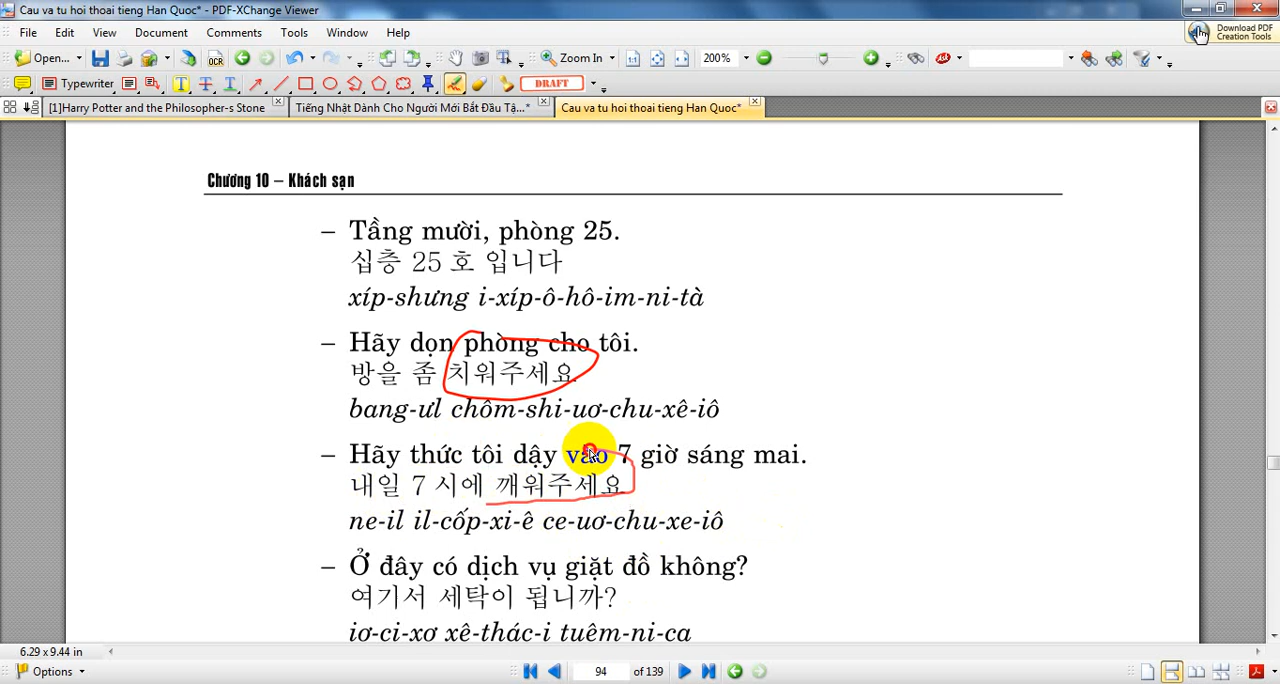 Cau va tu hoi thoai tieng Han Quoc* - PDF-XChange Viewer
File Edit View Document Comments Tools Window Help
Download PDF Creation Tools
Open... OCR Zoom In 200%
Typewriter DRAFT
[1]Harry Potter and the Philosopher-s Stone Tiếng Nhật Dành Cho Người Mới Bắt Đầu Tậ...* Cau va tu hoi thoai tieng Han Quoc*
Chương 10 – Khách sạn
– Tầng mười, phòng 25.
십층 25 호 입니다
xíp-shưng i-xíp-ô-hô-im-ni-tà
– Hãy dọn phòng cho tôi.
방을 좀 치워주세요
bang-ưl chôm-shi-uơ-chu-xê-iô
– Hãy thức tôi dậy vào 7 giờ sáng mai.
내일 7 시에 깨워주세요
ne-il il-cốp-xi-ê ce-uơ-chu-xe-iô
– Ở đây có dịch vụ giặt đồ không?
여기서 세탁이 됩니까?
iơ-ci-xơ xê-thác-i tuêm-ni-ca
6.29 x 9.44 in
Options 94 of 139